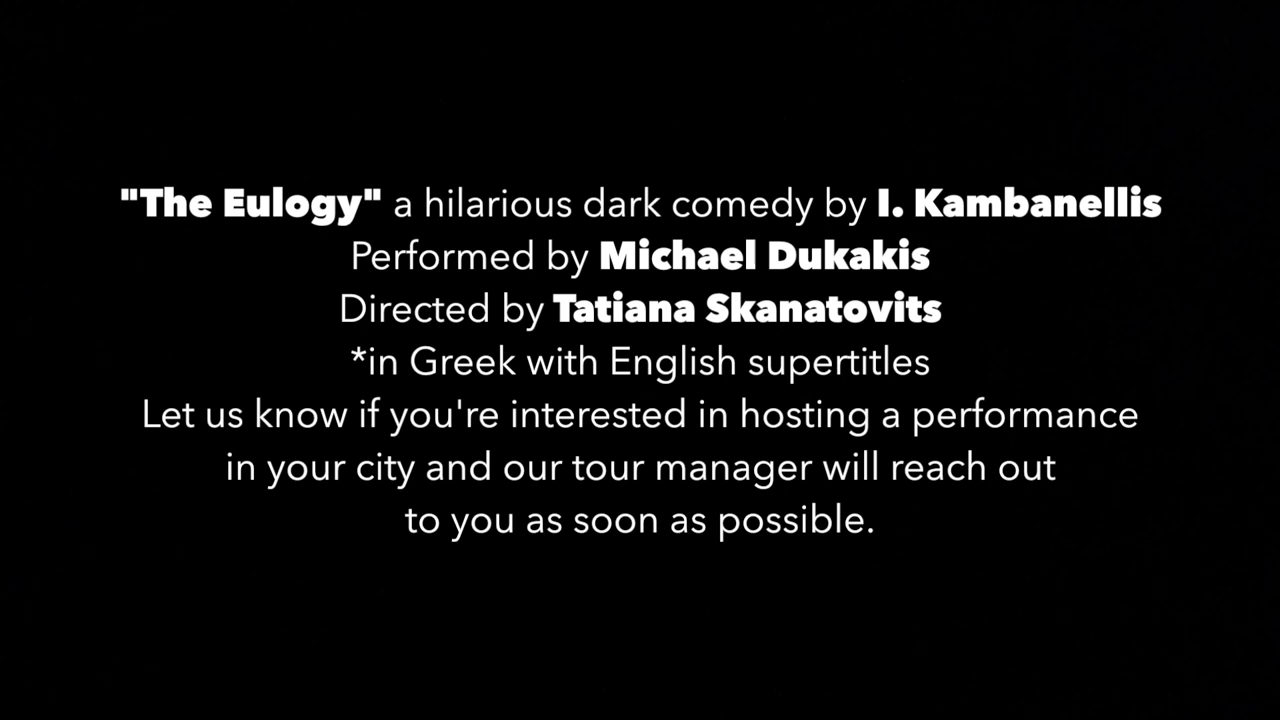 "The Eulogy" a hilarious dark comedy by I. Kambanellis
Performed by Michael Dukakis
Directed by Tatiana Skanatovits
*in Greek with English supertitles
Let us know if you're interested in hosting a performance
in your city and our tour manager will reach out
to you as soon as possible.